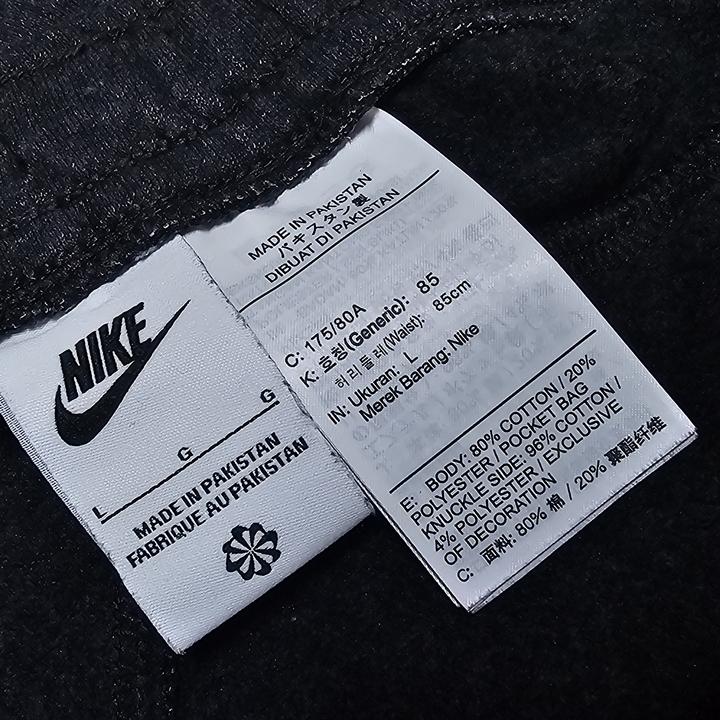 NIKE
L G G
MADE IN PAKISTAN
FABRIQUE AU PAKISTAN
MADE IN PAKISTAN
パキスタン製
DIBUAT DI PAKISTAN
C: 175/80A
K: 호칭(Generic): 85
허리둘레(Waist): 85cm
IN: Ukuran: L
Merek Barang: Nike
E: BODY: 80% COTTON / 20%
POLYESTER / POCKET BAG
KNUCKLE SIDE: 96% COTTON /
4% POLYESTER / EXCLUSIVE
OF DECORATION
C: 面料: 80% 棉 / 20% 聚酯纤维